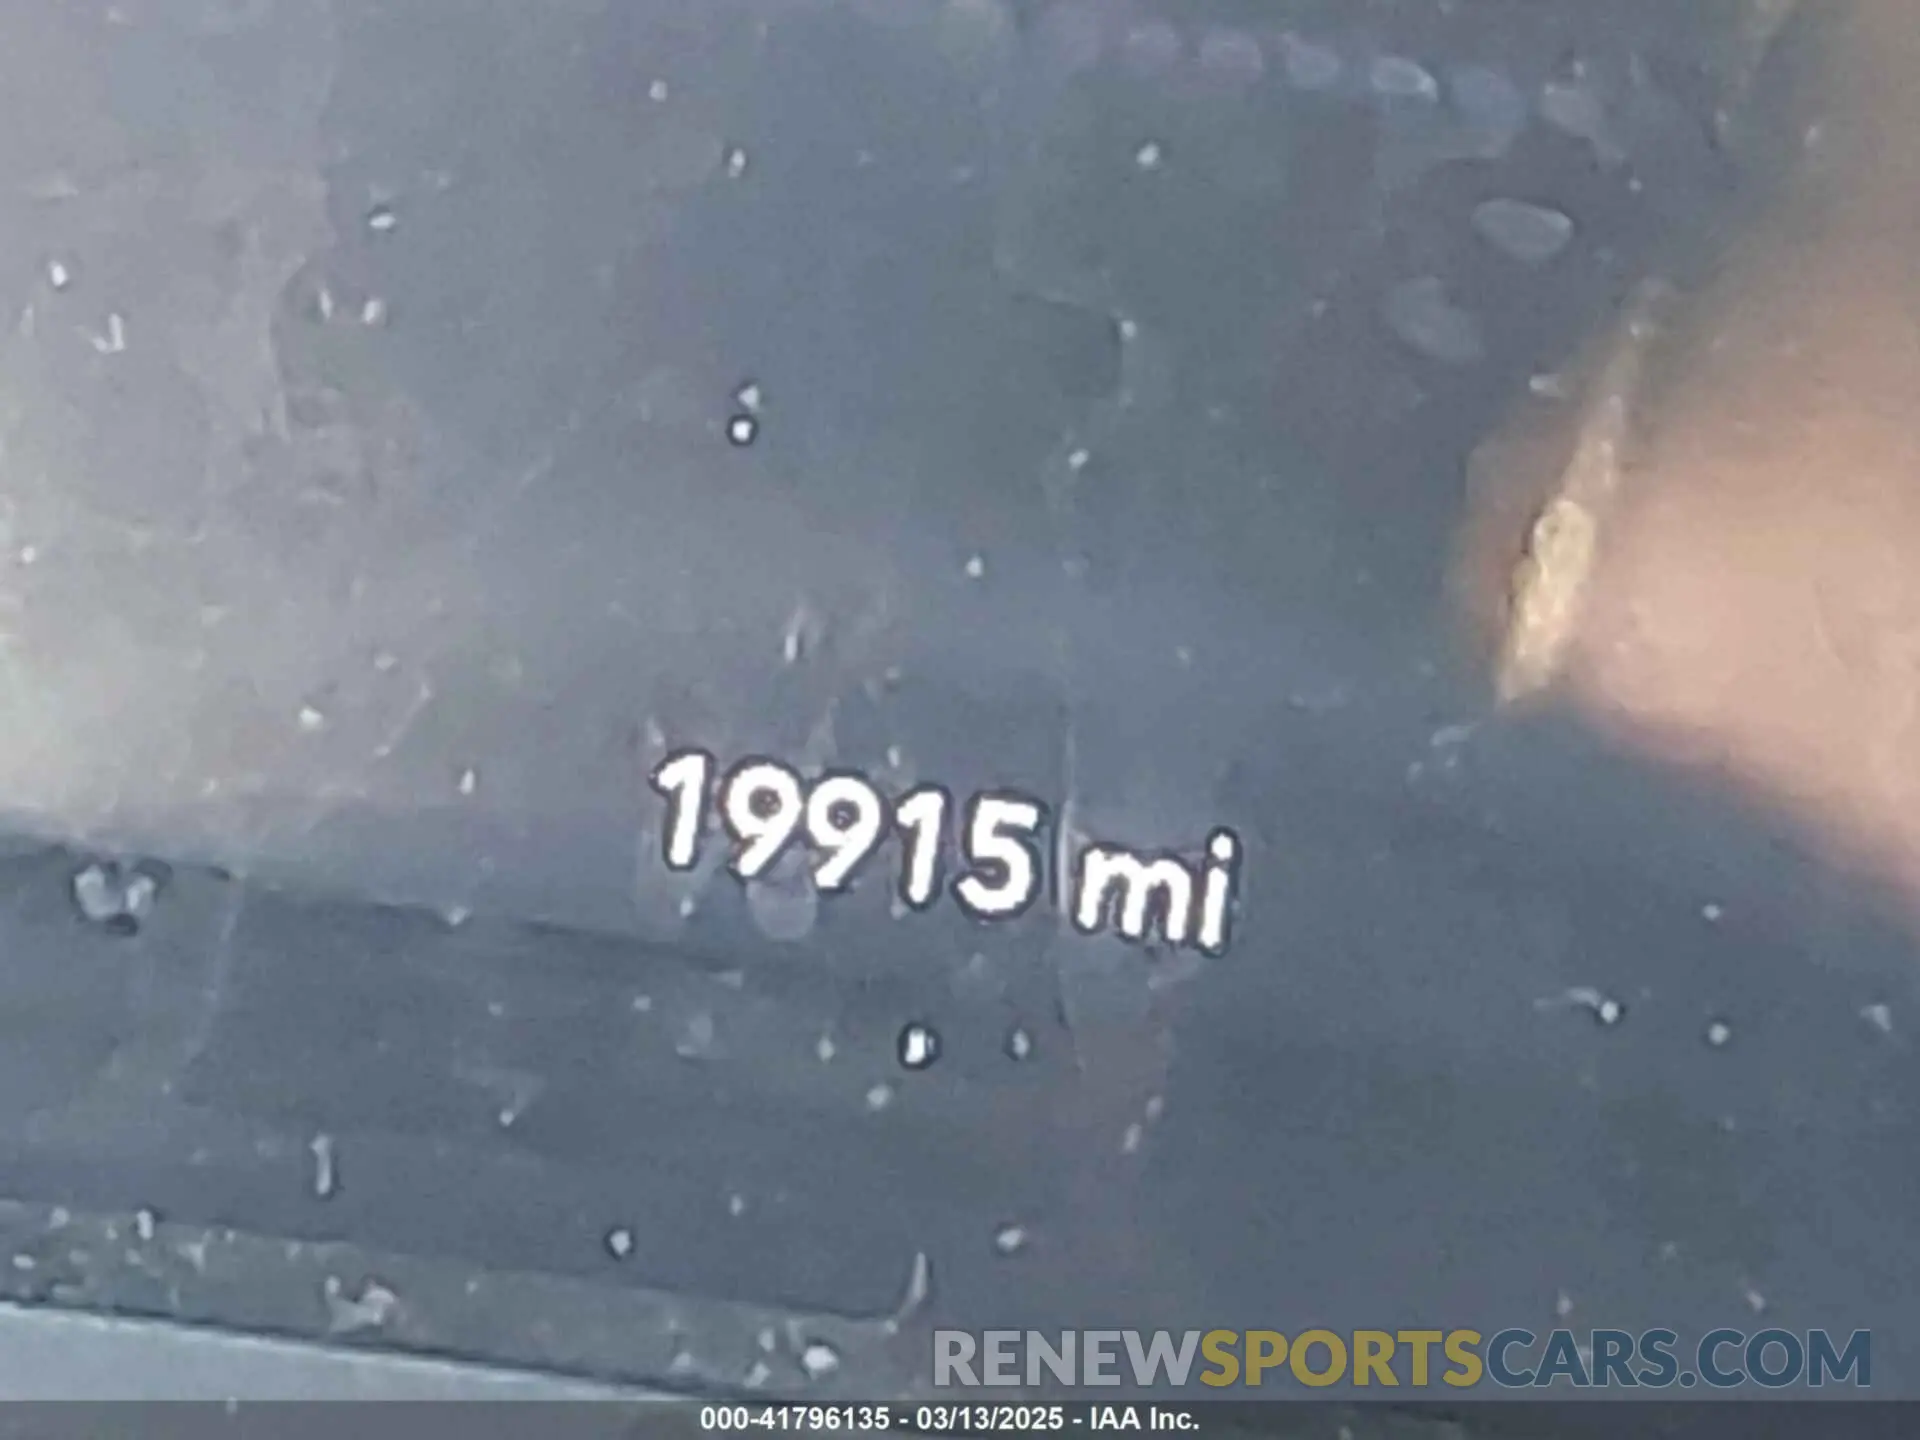 19915 mi
RENEWSPORTSCARS.COM
000-41796135 - 03/13/2025 - IAA Inc.